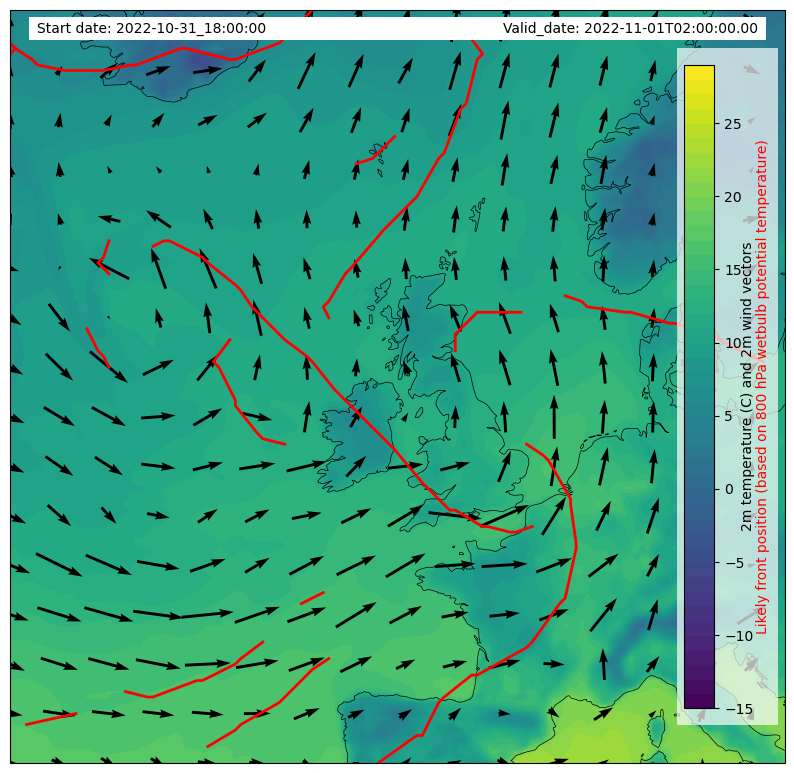 Start date: 2022-10-31_18:00:00
Valid_date: 2022-11-01T02:00:00.00
25
20
15
10
5
0
−5
−10
−15
2m temperature (C) and 2m wind vectors
Likely front position (based on 800 hPa wetbulb potential temperature)